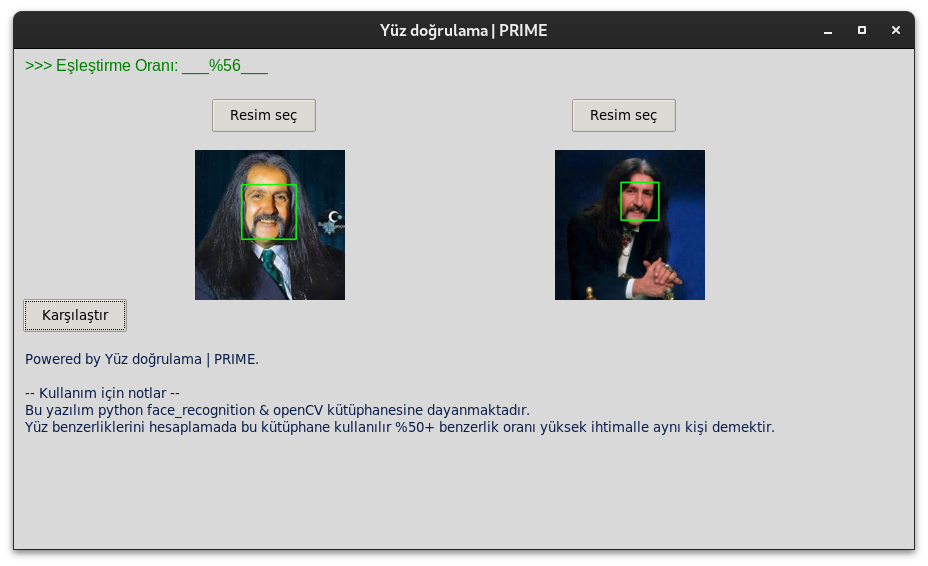 Yüz doğrulama | PRIME
>>> Eşleştirme Oranı: ___%56___
Resim seç
Resim seç
Karşılaştır
Powered by Yüz doğrulama | PRIME.
-- Kullanım için notlar --
Bu yazılım python face_recognition & openCV kütüphanesine dayanmaktadır.
Yüz benzerliklerini hesaplamada bu kütüphane kullanılır %50+ benzerlik oranı yüksek ihtimalle aynı kişi demektir.